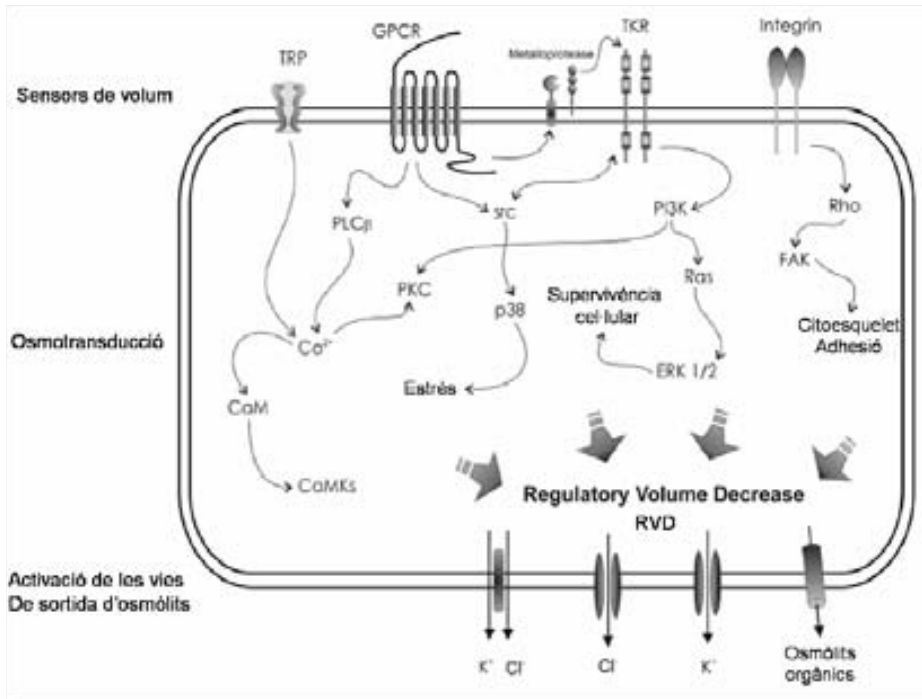 GPCR
TKR
Integrin
TRP
Metalloprotease
Sensors de volum
PLCβ
src
PI3K
Rho
FAK
PKC
Ras
p38
Supervivéncia
cel·lular
Citoesquelet
Adhesió
Osmotransducció
Ca²⁺
ERK 1/2
Estrés
CaM
CaMKs
Regulatory Volume Decrease
RVD
Activació de les vies
De sortida d'osmòlits
K⁺ Cl⁻
Cl⁻
K⁺
Osmòlits
orgànics